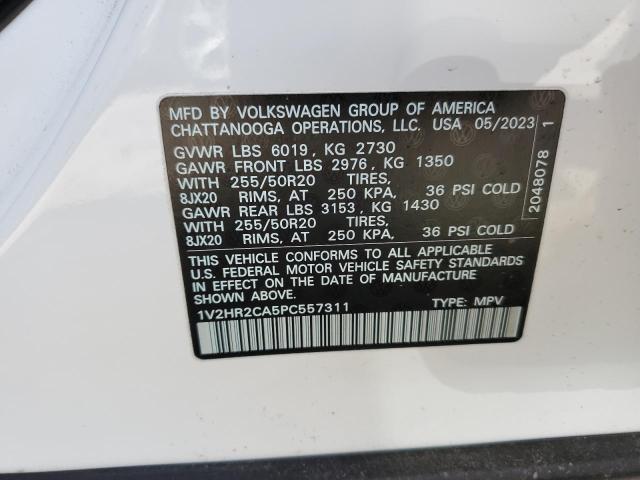 MFD BY VOLKSWAGEN GROUP OF AMERICA
CHATTANOOGA OPERATIONS, LLC. USA 05/2023
GVWR LBS 6019, KG 2730
GAWR FRONT LBS 2976, KG 1350
WITH 255/50R20 TIRES,
8JX20 RIMS, AT 250 KPA, 36 PSI COLD
GAWR REAR LBS 3153, KG 1430
WITH 255/50R20 TIRES,
8JX20 RIMS, AT 250 KPA, 36 PSI COLD
THIS VEHICLE CONFORMS TO ALL APPLICABLE
U.S. FEDERAL MOTOR VEHICLE SAFETY STANDARDS
IN EFFECT ON THE DATE OF MANUFACTURE
SHOWN ABOVE
1V2HR2CA5PC557311 TYPE: MPV
2048078 1